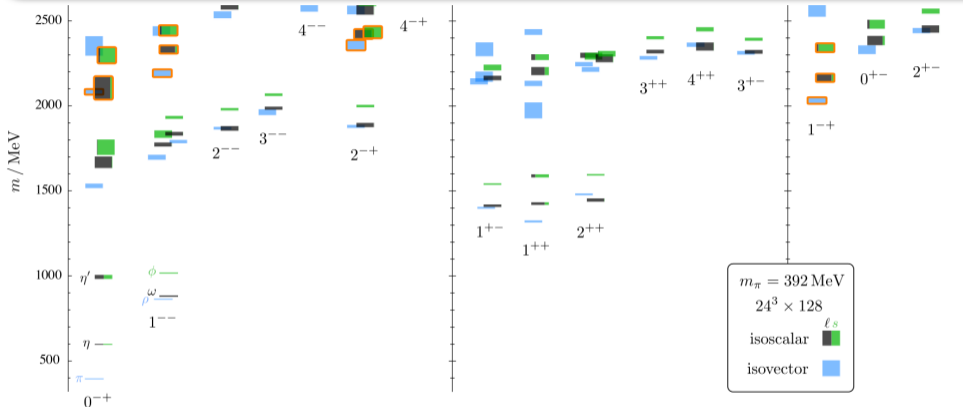 2500
2000
1500
1000
500
m / MeV
4⁻⁻
4⁻⁺
2⁻⁻
3⁻⁻
2⁻⁺
η′
ϕ
ω
ρ
1⁻⁻
η
π
0⁻⁺
3⁺⁺
4⁺⁺
3⁺⁻
1⁺⁻
1⁺⁺
2⁺⁺
1⁻⁺
0⁺⁻
2⁺⁻
m_π = 392 MeV
24³ × 128
ℓ s
isoscalar
isovector